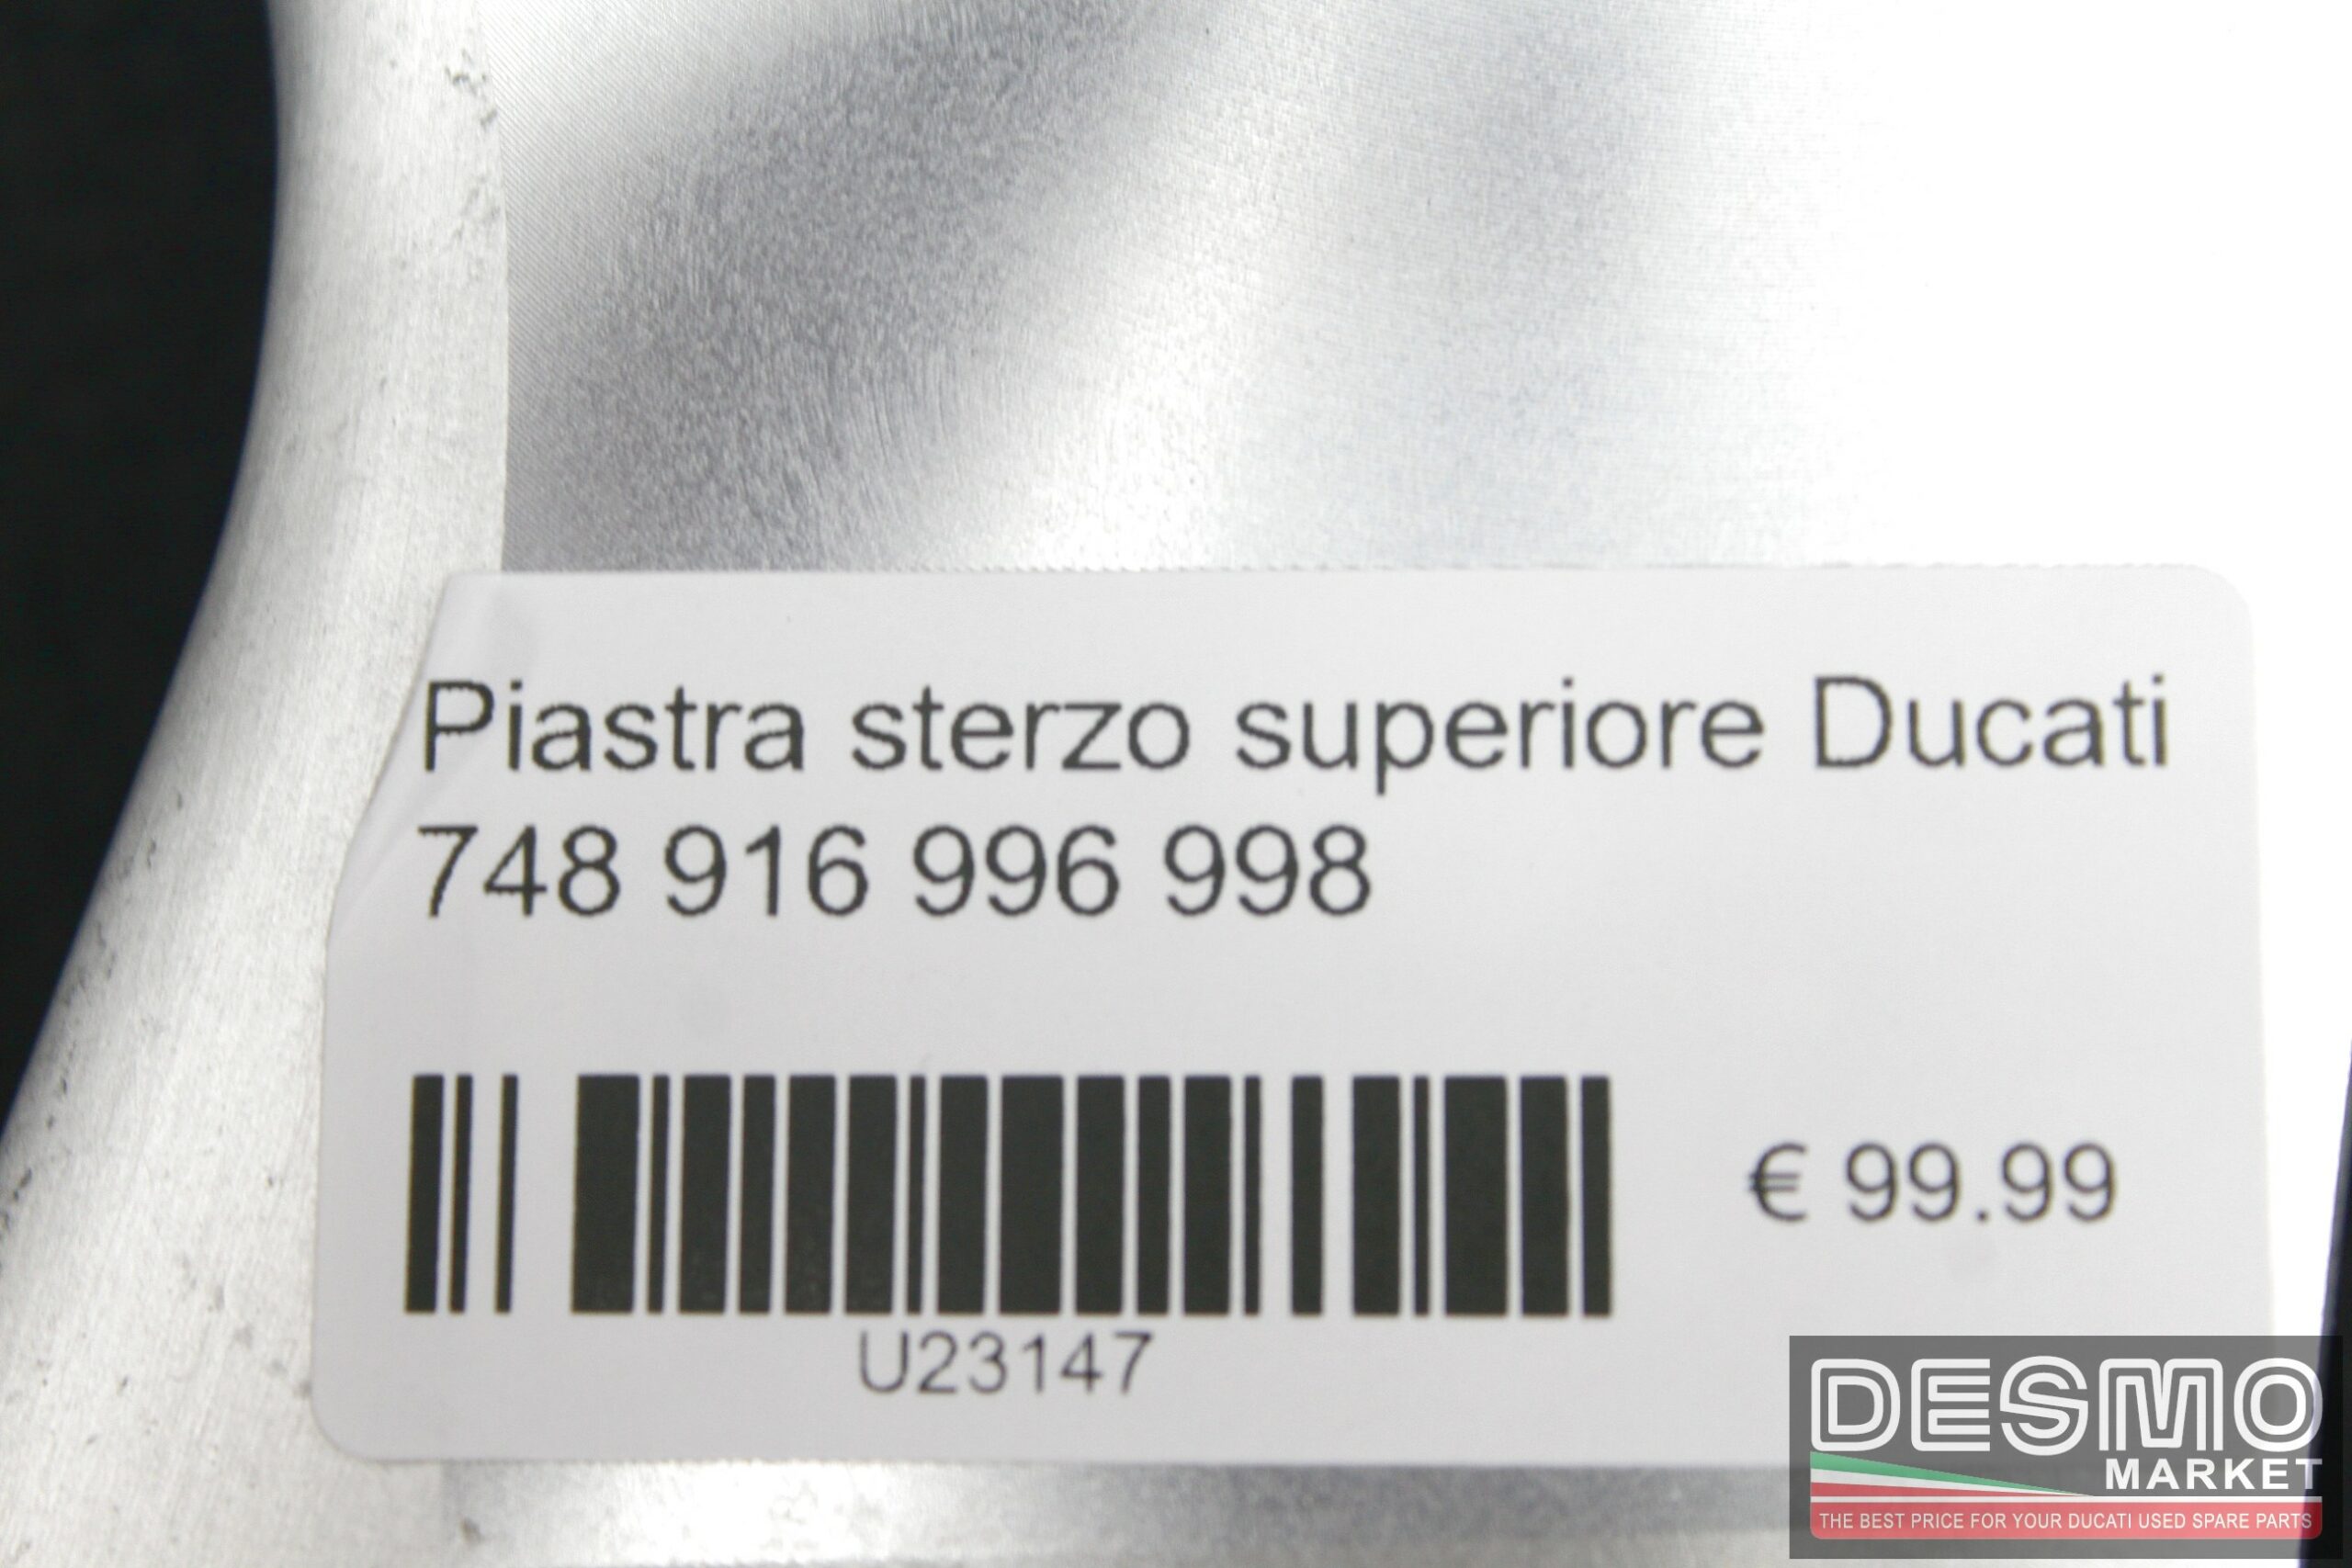 Piastra sterzo superiore Ducati
748 916 996 998
€ 99.99
U23147
DESMO
MARKET
THE BEST PRICE FOR YOUR DUCATI USED SPARE PARTS